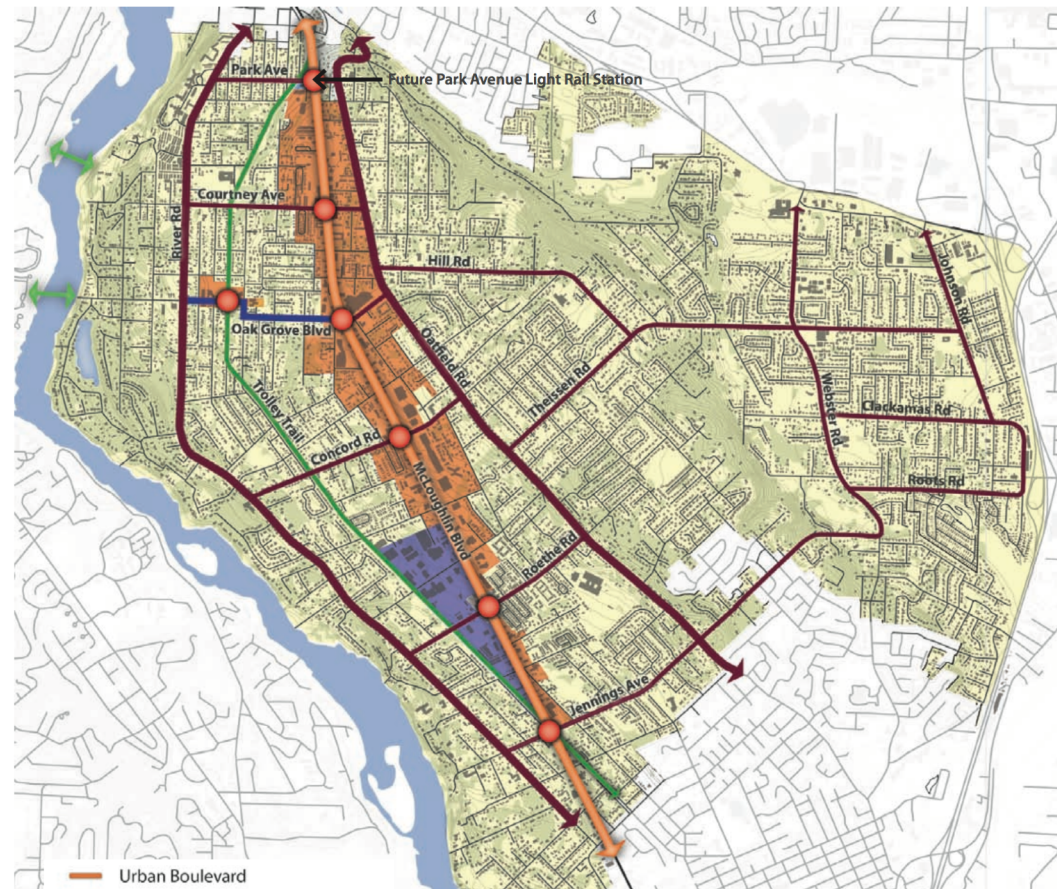 Park Ave
Future Park Avenue Light Rail Station
Courtney Ave
River Rd
Hill Rd
Johnson Rd
Oak Grove Blvd
Oatfield Rd
Theissen Rd
Trolley Trail
Webster Rd
Clackamas Rd
Concord Rd
McLoughlin Blvd
Roots Rd
Roethe Rd
Jennings Ave
Urban Boulevard